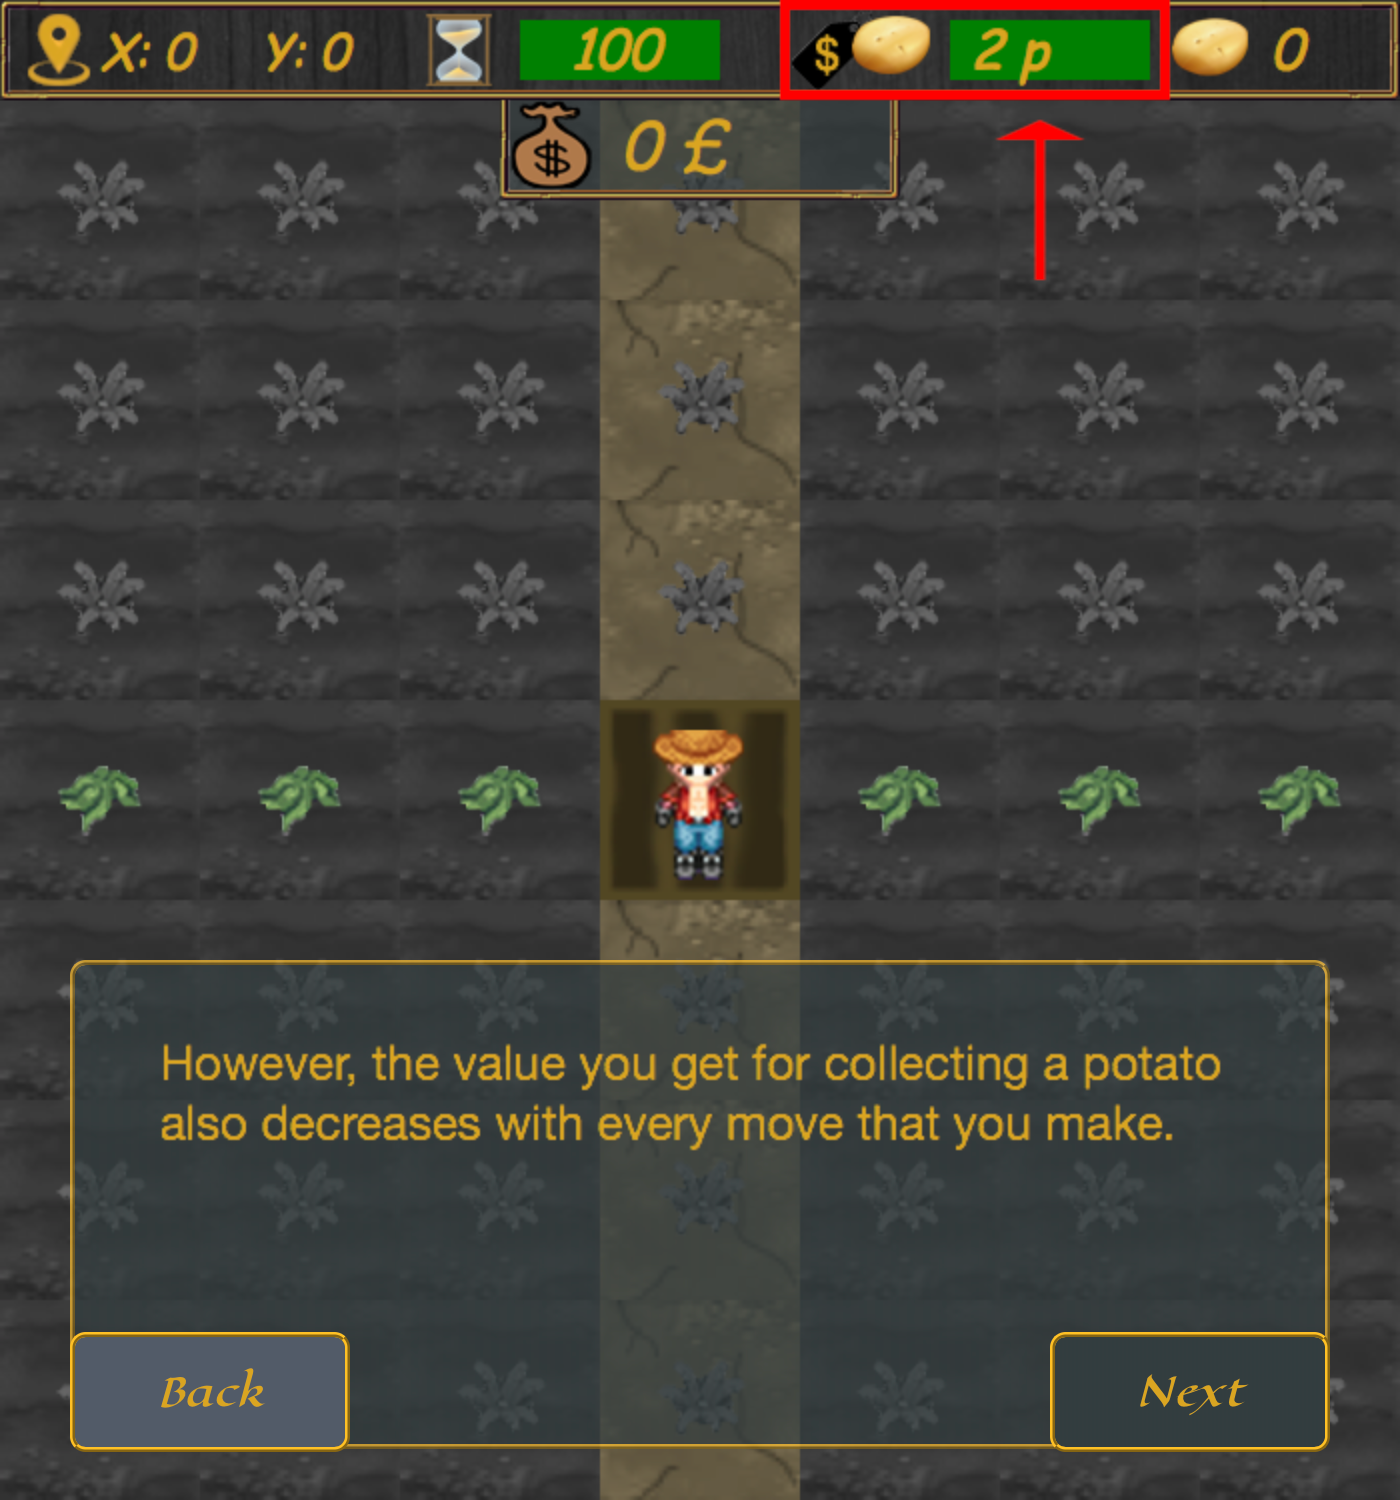 X: 0 Y: 0 100 $ 2 p 0
$ 0 £
However, the value you get for collecting a potato
also decreases with every move that you make.
Back Next